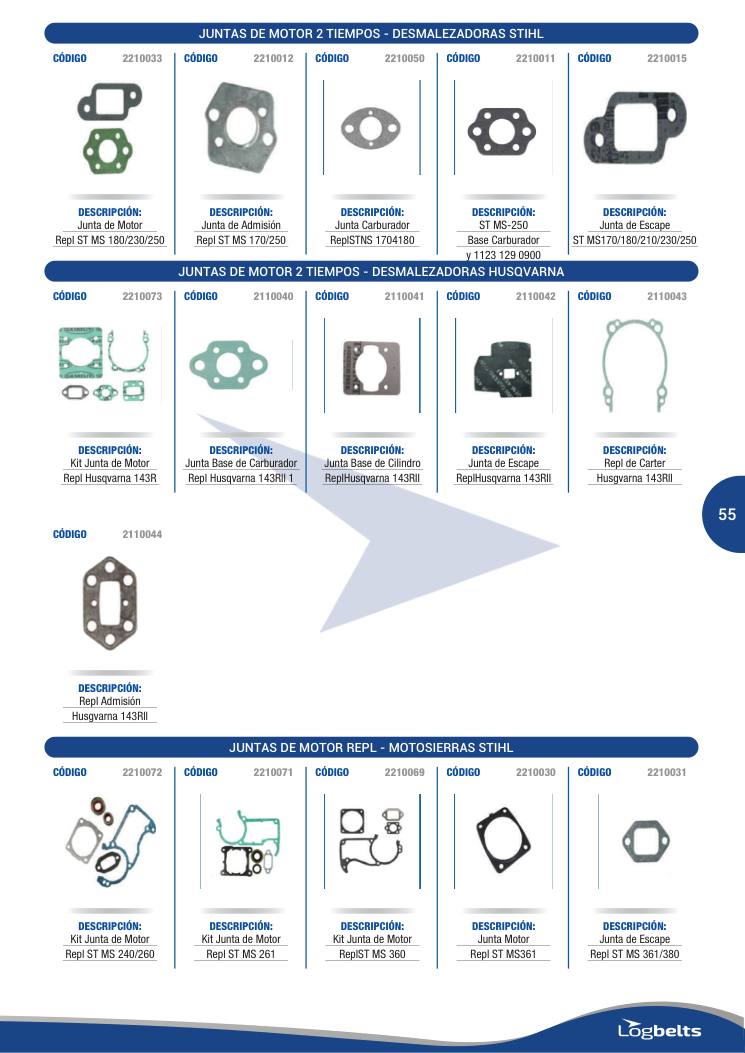 JUNTAS DE MOTOR 2 TIEMPOS - DESMALEZADORAS STIHL
CÓDIGO 2210033
DESCRIPCIÓN:
Junta de Motor
Repl ST MS 180/230/250
CÓDIGO 2210012
DESCRIPCIÓN:
Junta de Admisión
Repl ST MS 170/250
CÓDIGO 2210050
DESCRIPCIÓN:
Junta Carburador
ReplSTNS 1704180
CÓDIGO 2210011
DESCRIPCIÓN:
ST MS-250
Base Carburador
y 1123 129 0900
CÓDIGO 2210015
DESCRIPCIÓN:
Junta de Escape
ST MS170/180/210/230/250
JUNTAS DE MOTOR 2 TIEMPOS - DESMALEZADORAS HUSQVARNA
CÓDIGO 2210073
DESCRIPCIÓN:
Kit Junta de Motor
Repl Husqvarna 143R
CÓDIGO 2110040
DESCRIPCIÓN:
Junta Base de Carburador
Repl Husqvarna 143RII 1
CÓDIGO 2110041
DESCRIPCIÓN:
Junta Base de Cilindro
ReplHusqvarna 143RII
CÓDIGO 2110042
DESCRIPCIÓN:
Junta de Escape
ReplHusqvarna 143RII
CÓDIGO 2110043
DESCRIPCIÓN:
Repl de Carter
Husgvarna 143RII
55
CÓDIGO 2110044
DESCRIPCIÓN:
Repl Admisión
Husgvarna 143RII
JUNTAS DE MOTOR REPL - MOTOSIERRAS STIHL
CÓDIGO 2210072
DESCRIPCIÓN:
Kit Junta de Motor
Repl ST MS 240/260
CÓDIGO 2210071
DESCRIPCIÓN:
Kit Junta de Motor
Repl ST MS 261
CÓDIGO 2210069
DESCRIPCIÓN:
Kit Junta de Motor
ReplST MS 360
CÓDIGO 2210030
DESCRIPCIÓN:
Junta Motor
Repl ST MS361
CÓDIGO 2210031
DESCRIPCIÓN:
Junta de Escape
Repl ST MS 361/380
Logbelts